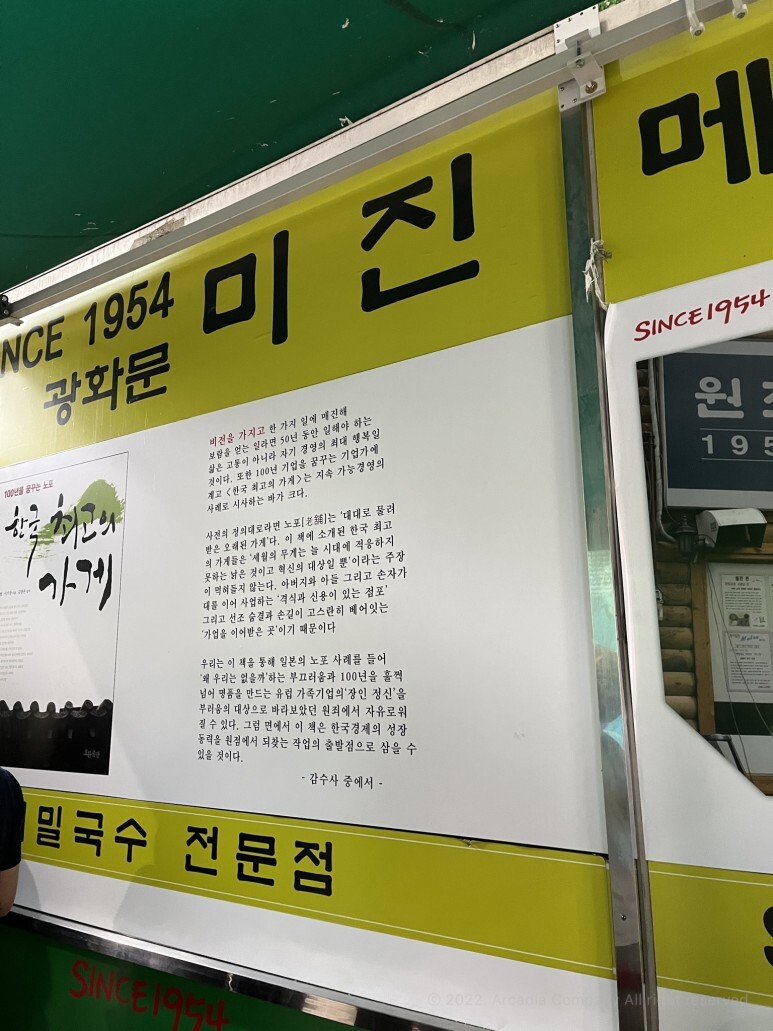 NCE 1954
광화문
미진
100년을 꿈꾸는 노포
한국 최고의
가게
비전을 가지고 한 가지 일에 매진해
보람을 얻는 일라면 50년 동안 일해야 하는
삶은 고통이 아니라 자기 경영의 최대 행복일
것이다. 또한 100년 기업을 꿈꾸는 기업가에
계고 <한국 최고의 가게>는 지속 가능경영의
사례로 시사하는 바가 크다.
사전의 정의대로라면 노포[老舗]는 '대대로 물려
받은 오래된 가게'다. 이 책에 소개된 한국 최고
의 가게들은 '세월의 무게는 늘 시대에 적응하지
못하는 낡은 것이고 혁신의 대상일 뿐'이라는 주장
이 먹혀들지 않는다. 아버지와 아들 그리고 손자가
대를 이어 사업하는 '격식과 신용이 있는 점포'
그리고 선조 숨결과 손길이 고스란히 베어잇는
'가업을 이어받은 곳'이기 때문이다
우리는 이 책을 통해 일본의 노포 사례를 들어
'왜 우리는 없을까'하는 부끄러움과 100년을 훌쩍
넘어 명품을 만드는 유럽 가족기업의'장인 정신'을
부러움의 대상으로 바라보았던 원죄에서 자유로워
질 수 있다. 그럼 면에서 이 책은 한국경제의 성장
동력을 원점에서 되찾는 작업의 출발점으로 삼을 수
있을 것이다.
- 감수사 중에서 -
밀국수 전문점
SINCE1954
메
SINCE1954
원조
195
© 2022. Arcadia Company All rights reserved